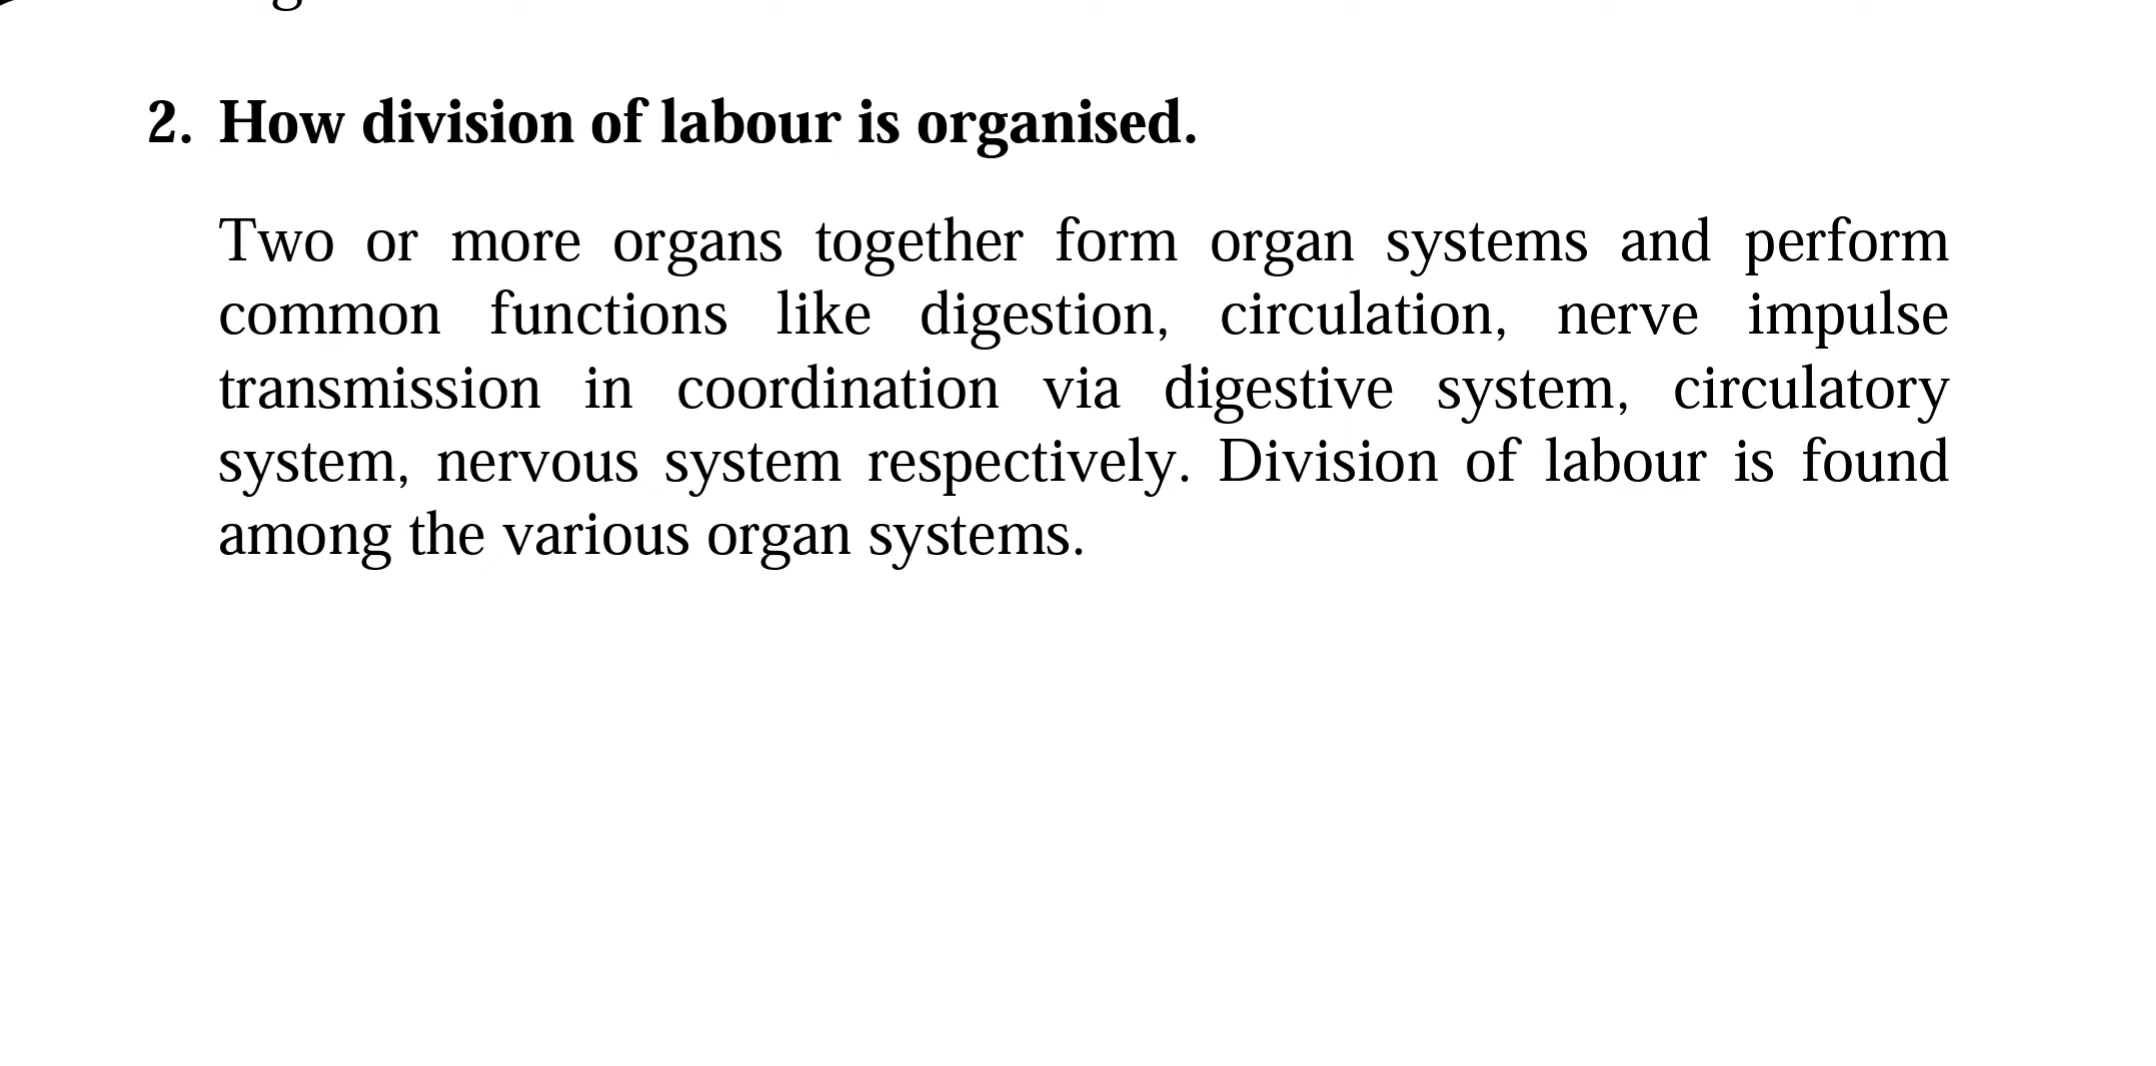 2. How division of labour is organised.
Two or more organs together form organ systems and perform
common functions like digestion, circulation, nerve impulse
transmission in coordination via digestive system, circulatory
system, nervous system respectively. Division of labour is found
among the various organ systems.